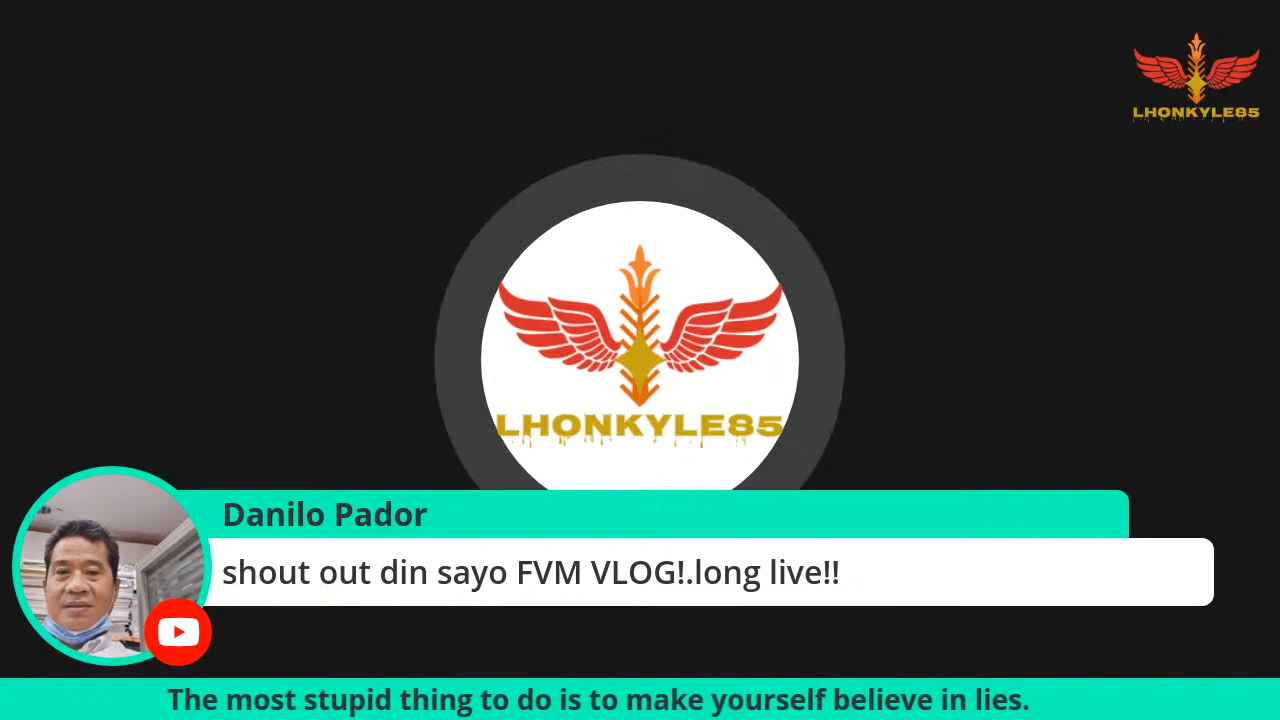 LHONKYLE85
LHONKYLE85
Danilo Pador
shout out din sayo FVM VLOG!.long live!!
The most stupid thing to do is to make yourself believe in lies.